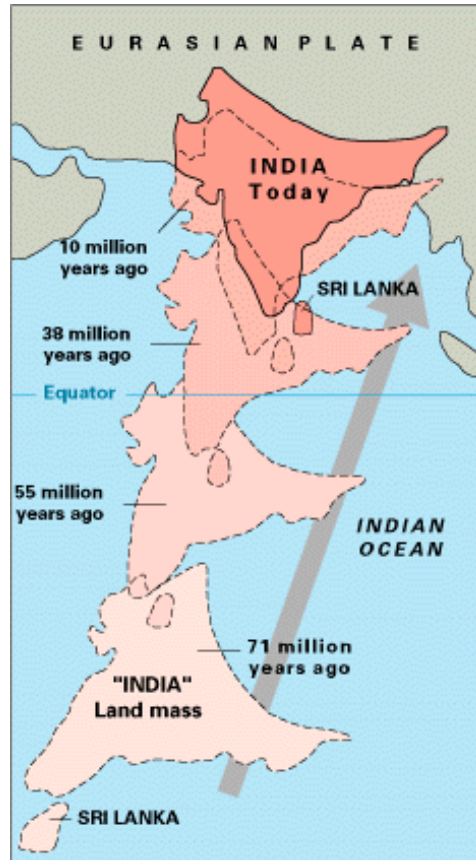 EURASIAN PLATE
INDIA
Today
10 million
years ago
SRI LANKA
38 million
years ago
Equator
55 million
years ago
INDIAN
OCEAN
71 million
years ago
"INDIA"
Land mass
SRI LANKA